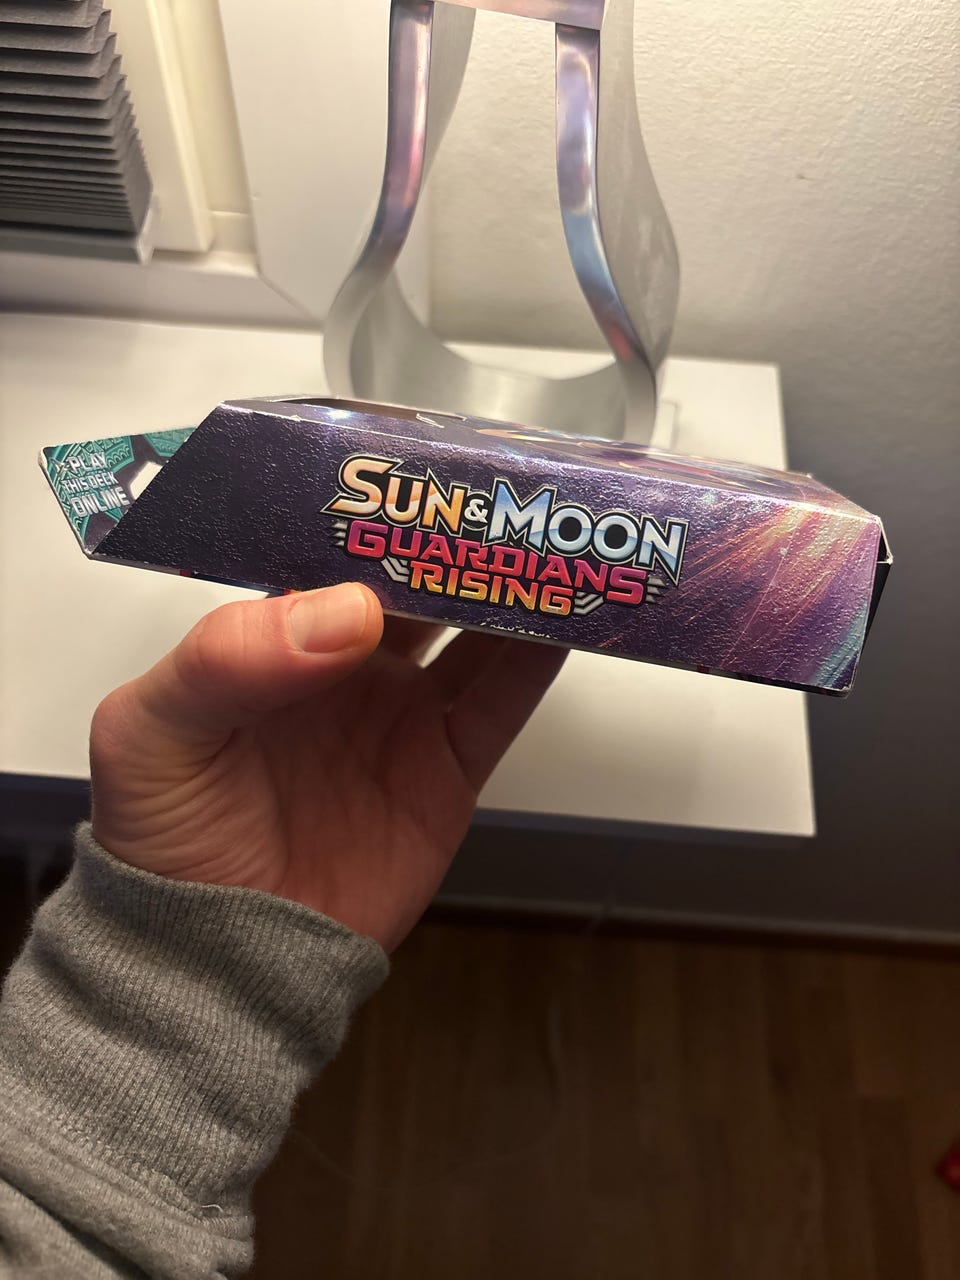 PLAY
THIS DECK
ONLINE
SUN & MOON
GUARDIANS
RISING